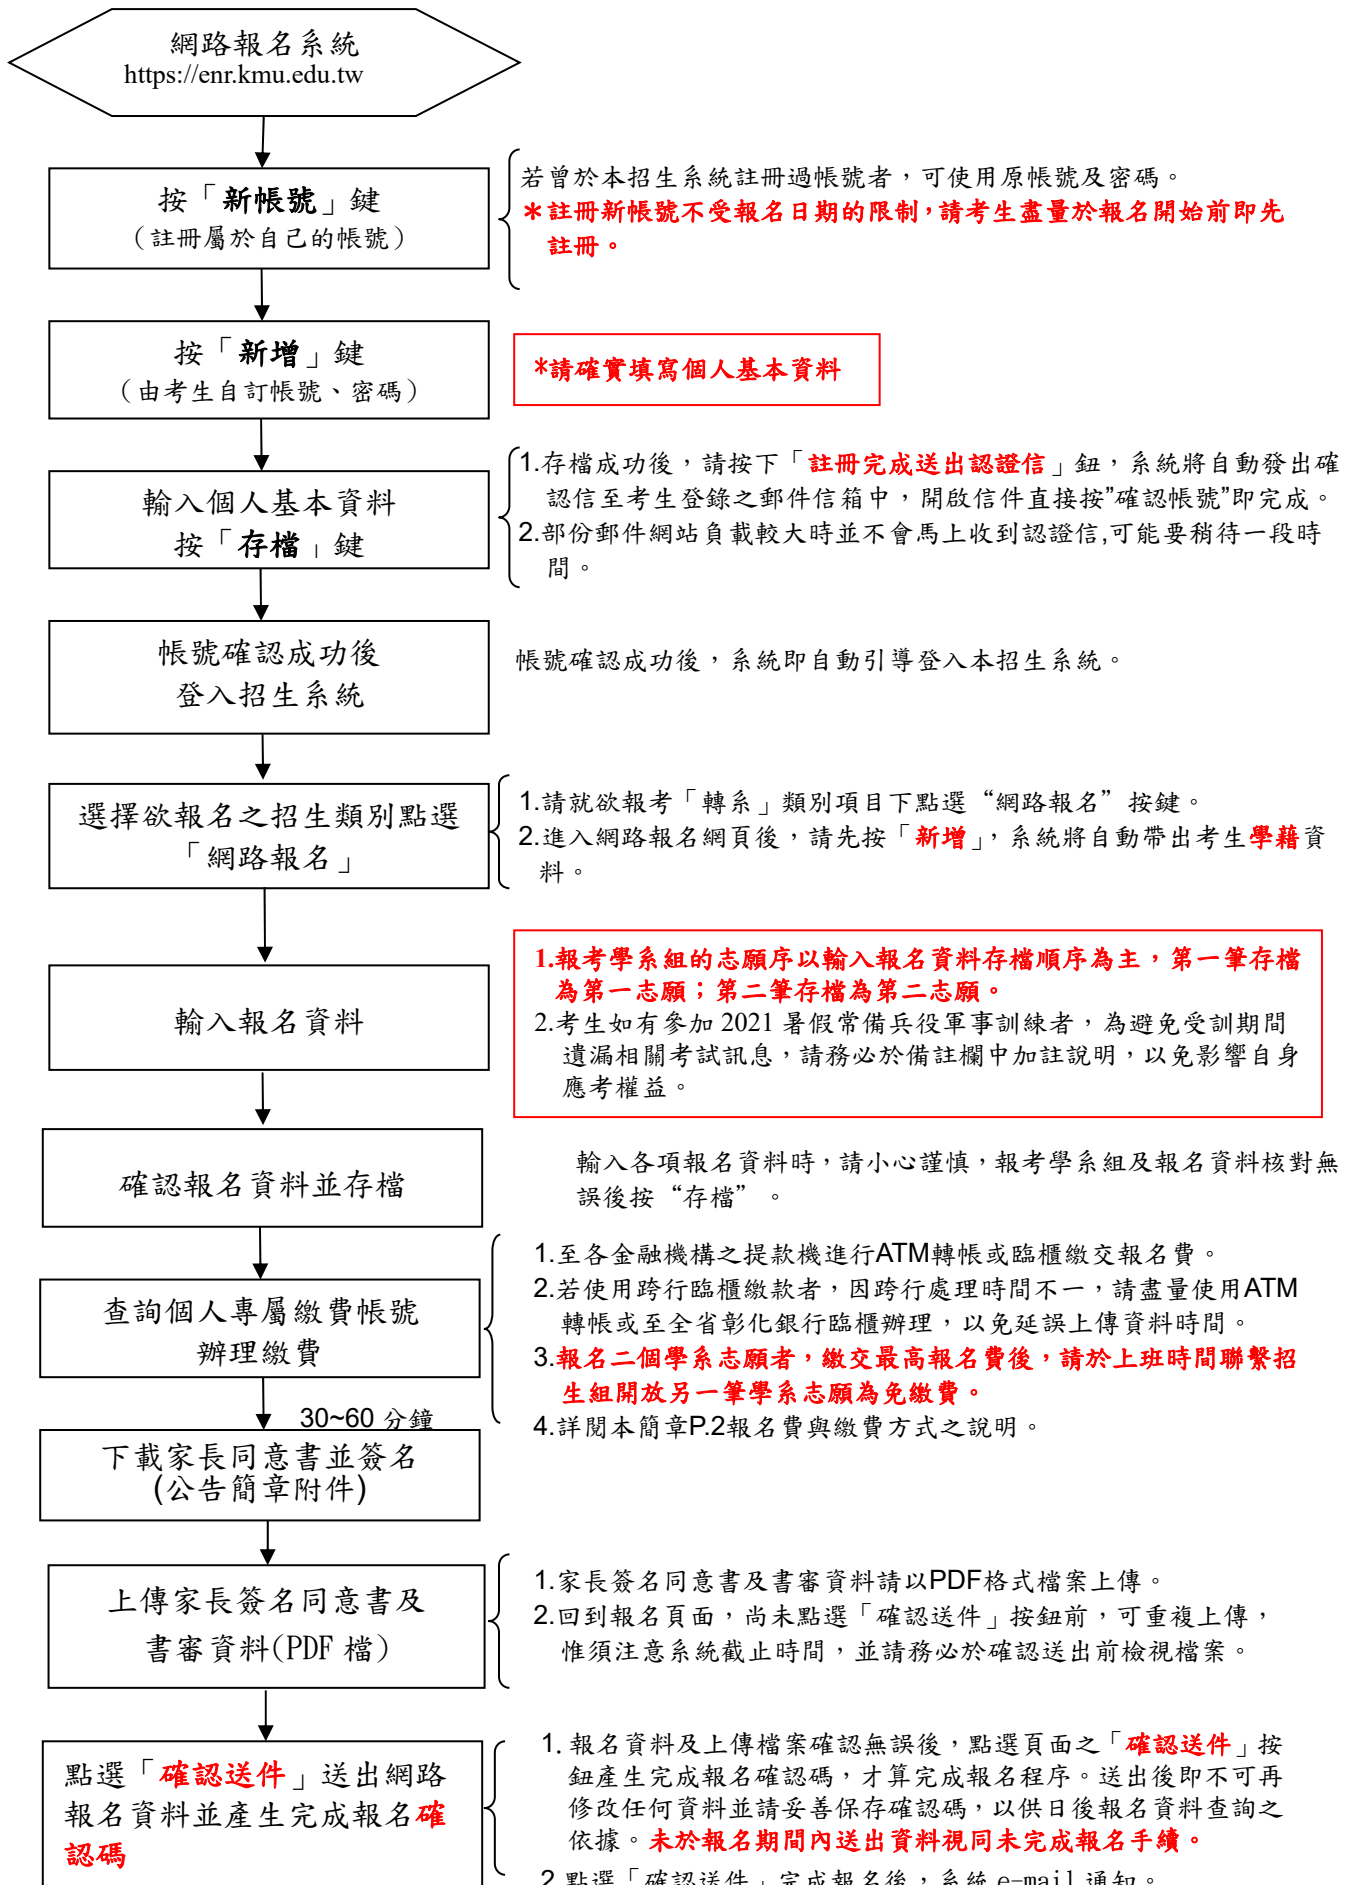 網路報名系統
https://enr.kmu.edu.tw
按「新帳號」鍵
（註冊屬於自己的帳號）
若曾於本招生系統註冊過帳號者，可使用原帳號及密碼。
＊註冊新帳號不受報名日期的限制，請考生盡量於報名開始前即先
註冊。
按「新增」鍵
（由考生自訂帳號、密碼）
*請確實填寫個人基本資料
輸入個人基本資料
按「存檔」鍵
1.存檔成功後，請按下「註冊完成送出認證信」鈕，系統將自動發出確
認信至考生登錄之郵件信箱中，開啟信件直接按”確認帳號”即完成。
2.部份郵件網站負載較大時並不會馬上收到認證信,可能要稍待一段時
間。
帳號確認成功後
登入招生系統
帳號確認成功後，系統即自動引導登入本招生系統。
選擇欲報名之招生類別點選
「網路報名」
1.請就欲報考「轉系」類別項目下點選“網路報名”按鍵。
2.進入網路報名網頁後，請先按「新增」，系統將自動帶出考生學藉資
料。
輸入報名資料
1.報考學系組的志願序以輸入報名資料存檔順序為主，第一筆存檔
為第一志願；第二筆存檔為第二志願。
2.考生如有參加 2021 暑假常備兵役軍事訓練者，為避免受訓期間
遺漏相關考試訊息，請務必於備註欄中加註說明，以免影響自身
應考權益。
確認報名資料並存檔
輸入各項報名資料時，請小心謹慎，報考學系組及報名資料核對無
誤後按“存檔”。
查詢個人專屬繳費帳號
辦理繳費
1.至各金融機構之提款機進行ATM轉帳或臨櫃繳交報名費。
2.若使用跨行臨櫃繳款者，因跨行處理時間不一，請盡量使用ATM
轉帳或至全省彰化銀行臨櫃辦理，以免延誤上傳資料時間。
3.報名二個學系志願者，繳交最高報名費後，請於上班時間聯繫招
生組開放另一筆學系志願為免繳費。
4.詳閱本簡章P.2報名費與繳費方式之說明。
30~60 分鐘
下載家長同意書並簽名
(公告簡章附件)
上傳家長簽名同意書及
書審資料(PDF 檔)
1.家長簽名同意書及書審資料請以PDF格式檔案上傳。
2.回到報名頁面，尚未點選「確認送件」按鈕前，可重複上傳，
惟須注意系統截止時間，並請務必於確認送出前檢視檔案。
點選「確認送件」送出網路
報名資料並產生完成報名確
認碼
1. 報名資料及上傳檔案確認無誤後，點選頁面之「確認送件」按
鈕產生完成報名確認碼，才算完成報名程序。送出後即不可再
修改任何資料並請妥善保存確認碼，以供日後報名資料查詢之
依據。未於報名期間內送出資料視同未完成報名手續。
2.點選「確認送件」完成報名後，系統 e-mail 通知。